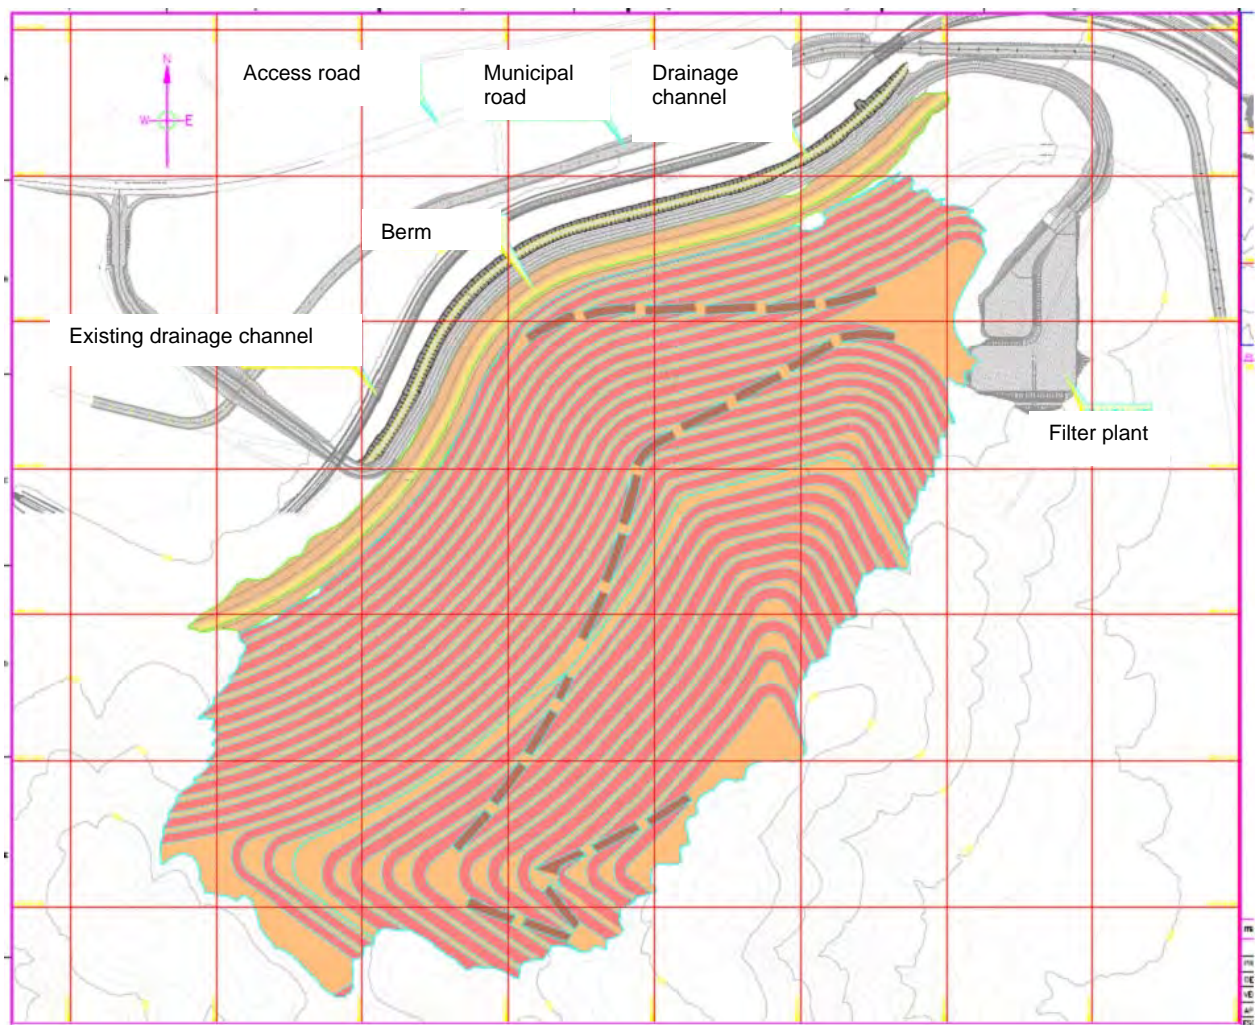 N
W E
Access road
Municipal
road
Drainage
channel
Berm
Existing drainage channel
Filter plant